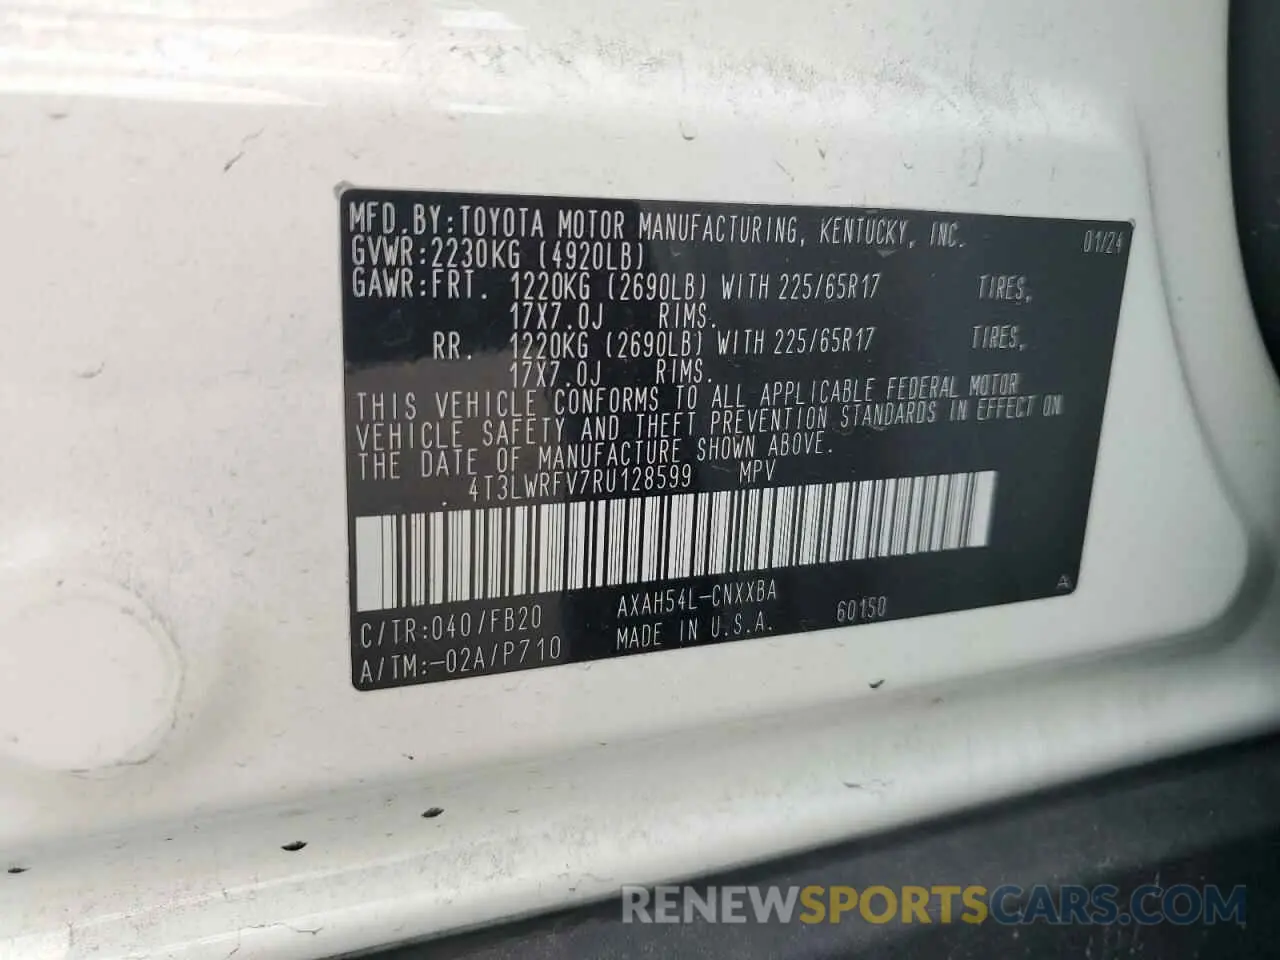 MFD.BY:TOYOTA MOTOR MANUFACTURING, KENTUCKY, INC. 01/24
GVWR:2230KG (4920LB)
GAWR:FRT. 1220KG (2690LB) WITH 225/65R17 TIRES,
17X7.0J RIMS.
RR. 1220KG (2690LB) WITH 225/65R17 TIRES,
17X7.0J RIMS.
THIS VEHICLE CONFORMS TO ALL APPLICABLE FEDERAL MOTOR
VEHICLE SAFETY AND THEFT PREVENTION STANDARDS IN EFFECT ON
THE DATE OF MANUFACTURE SHOWN ABOVE.
4T3LWRFV7RU128599 MPV
C/TR:040/FB20 AXAH54L-CNXXBA
A/TM:-02A/P710 MADE IN U.S.A. 60150
A
RENEWSPORTSCARS.COM